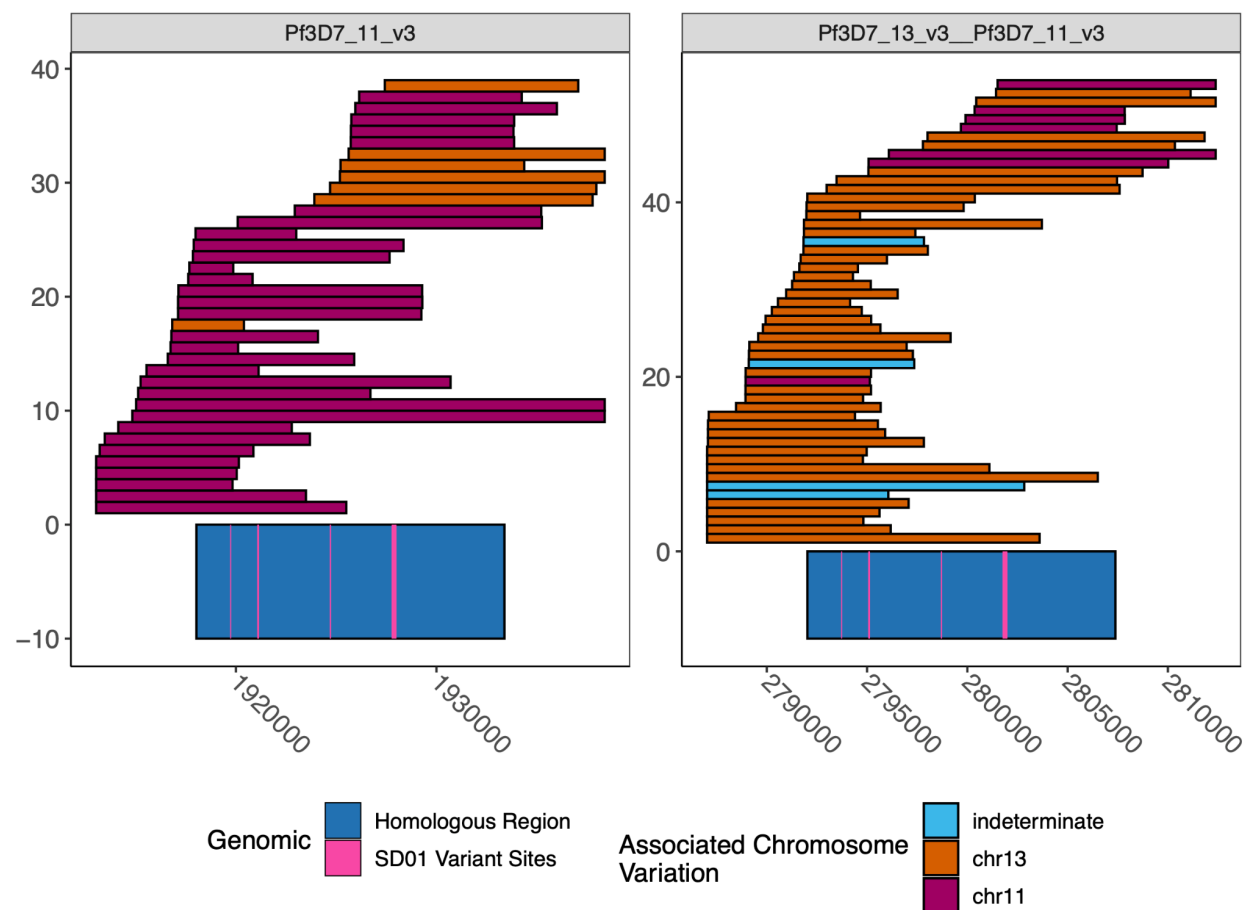 Pf3D7_11_v3
Pf3D7_13_v3__Pf3D7_11_v3
40
30
20
10
0
−10
40
20
0
1920000
1930000
2790000
2795000
2800000
2805000
2810000
Genomic
Homologous Region
SD01 Variant Sites
Associated Chromosome
Variation
indeterminate
chr13
chr11